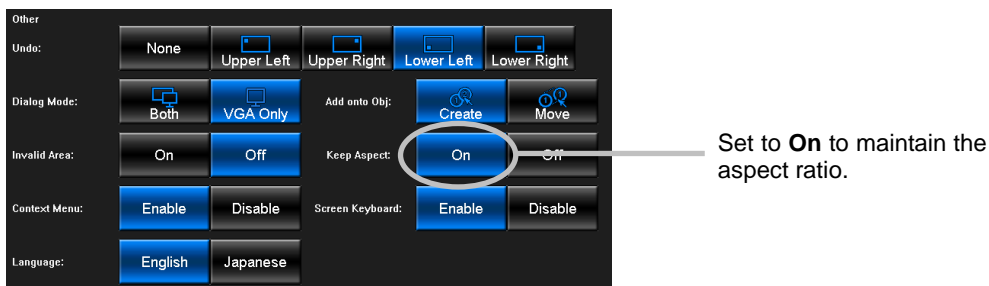 Other
Undo: None Upper Left Upper Right Lower Left Lower Right
Dialog Mode: Both VGA Only Add onto Obj: Create Move
Invalid Area: On Off Keep Aspect: On Off
Context Menu: Enable Disable Screen Keyboard: Enable Disable
Language: English Japanese
Set to On to maintain the
aspect ratio.